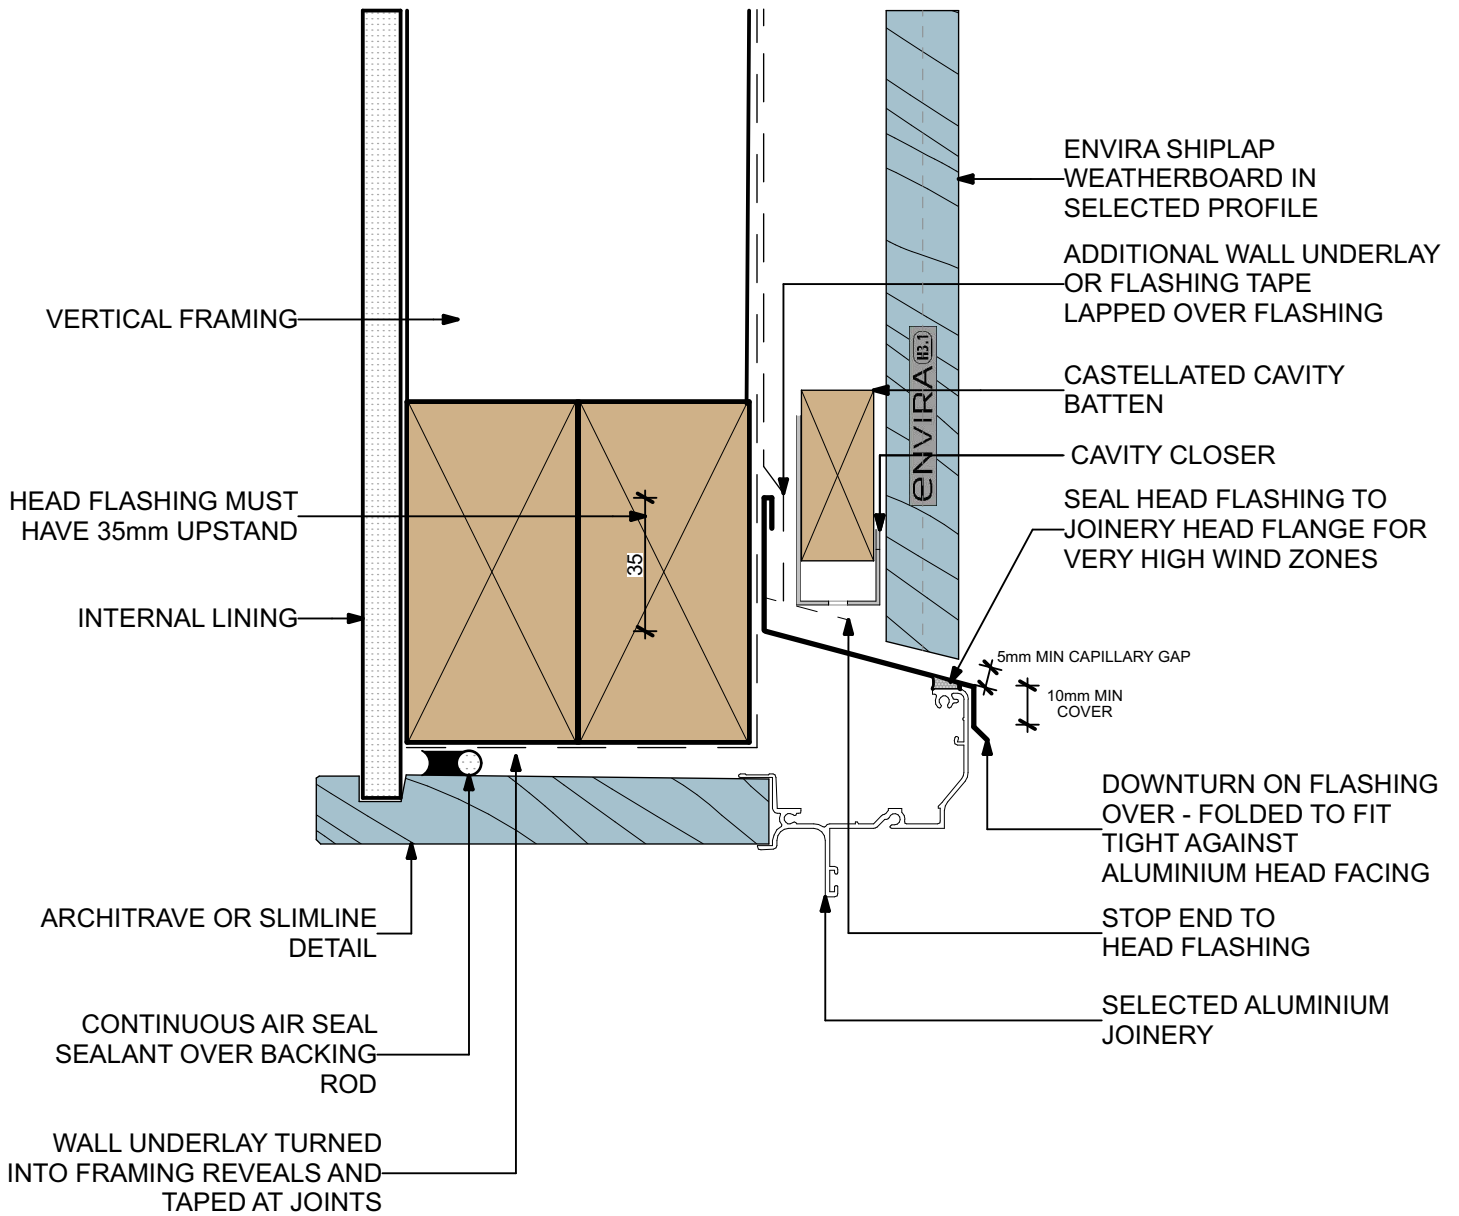 ENVIRA SHIPLAP
WEATHERBOARD IN
SELECTED PROFILE
ADDITIONAL WALL UNDERLAY
OR FLASHING TAPE
LAPPED OVER FLASHING
VERTICAL FRAMING
CASTELLATED CAVITY
BATTEN
ENVIRA H3.1
CAVITY CLOSER
HEAD FLASHING MUST
HAVE 35mm UPSTAND
SEAL HEAD FLASHING TO
JOINERY HEAD FLANGE FOR
VERY HIGH WIND ZONES
35
INTERNAL LINING
5mm MIN CAPILLARY GAP
10mm MIN
COVER
DOWNTURN ON FLASHING
OVER - FOLDED TO FIT
TIGHT AGAINST
ALUMINIUM HEAD FACING
ARCHITRAVE OR SLIMLINE
DETAIL
STOP END TO
HEAD FLASHING
SELECTED ALUMINIUM
JOINERY
CONTINUOUS AIR SEAL
SEALANT OVER BACKING
ROD
WALL UNDERLAY TURNED
INTO FRAMING REVEALS AND
TAPED AT JOINTS